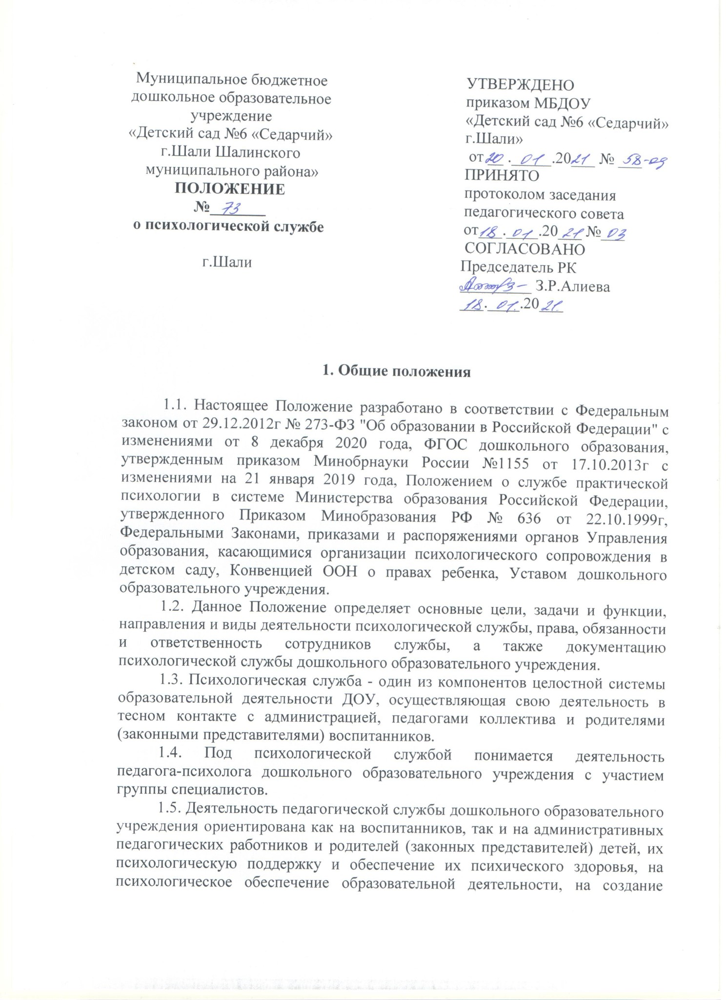 Муниципальное бюджетное
дошкольное образовательное
учреждение
«Детский сад №6 «Седарчий»
г.Шали Шалинского
муниципального района»
ПОЛОЖЕНИЕ
№ 73
о психологической службе
г.Шали
УТВЕРЖДЕНО
приказом МБДОУ
«Детский сад №6 «Седарчий»
г.Шали»
от 20 . 01 .20 21 № 58-од
ПРИНЯТО
протоколом заседания
педагогического совета
от 18 . 01 .20 21 № 03
СОГЛАСОВАНО
Председатель РК
З.Р.Алиева
18 . 01 .20 21.
1. Общие положения
1.1. Настоящее Положение разработано в соответствии с Федеральным
законом от 29.12.2012г № 273-ФЗ "Об образовании в Российской Федерации" с
изменениями от 8 декабря 2020 года, ФГОС дошкольного образования,
утвержденным приказом Минобрнауки России №1155 от 17.10.2013г с
изменениями на 21 января 2019 года, Положением о службе практической
психологии в системе Министерства образования Российской Федерации,
утвержденного Приказом Минобразования РФ № 636 от 22.10.1999г,
Федеральными Законами, приказами и распоряжениями органов Управления
образования, касающимися организации психологического сопровождения в
детском саду, Конвенцией ООН о правах ребенка, Уставом дошкольного
образовательного учреждения.
1.2. Данное Положение определяет основные цели, задачи и функции,
направления и виды деятельности психологической службы, права, обязанности
и ответственность сотрудников службы, а также документацию
психологической службы дошкольного образовательного учреждения.
1.3. Психологическая служба - один из компонентов целостной системы
образовательной деятельности ДОУ, осуществляющая свою деятельность в
тесном контакте с администрацией, педагогами коллектива и родителями
(законными представителями) воспитанников.
1.4. Под психологической службой понимается деятельность
педагога-психолога дошкольного образовательного учреждения с участием
группы специалистов.
1.5. Деятельность педагогической службы дошкольного образовательного
учреждения ориентирована как на воспитанников, так и на административных
педагогических работников и родителей (законных представителей) детей, их
психологическую поддержку и обеспечение их психического здоровья, на
психологическое обеспечение образовательной деятельности, на создание